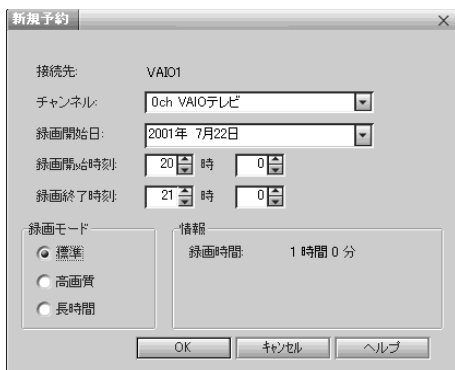 新規予約
接続先: VAIO1
チャンネル: 0ch VAIOテレビ
録画開始日: 2001年 7月22日
録画開始時刻: 20 時 0
録画終了時刻: 21 時 0
録画モード
標準
高画質
長時間
情報
録画時間: 1 時間 0 分
OK キャンセル ヘルプ